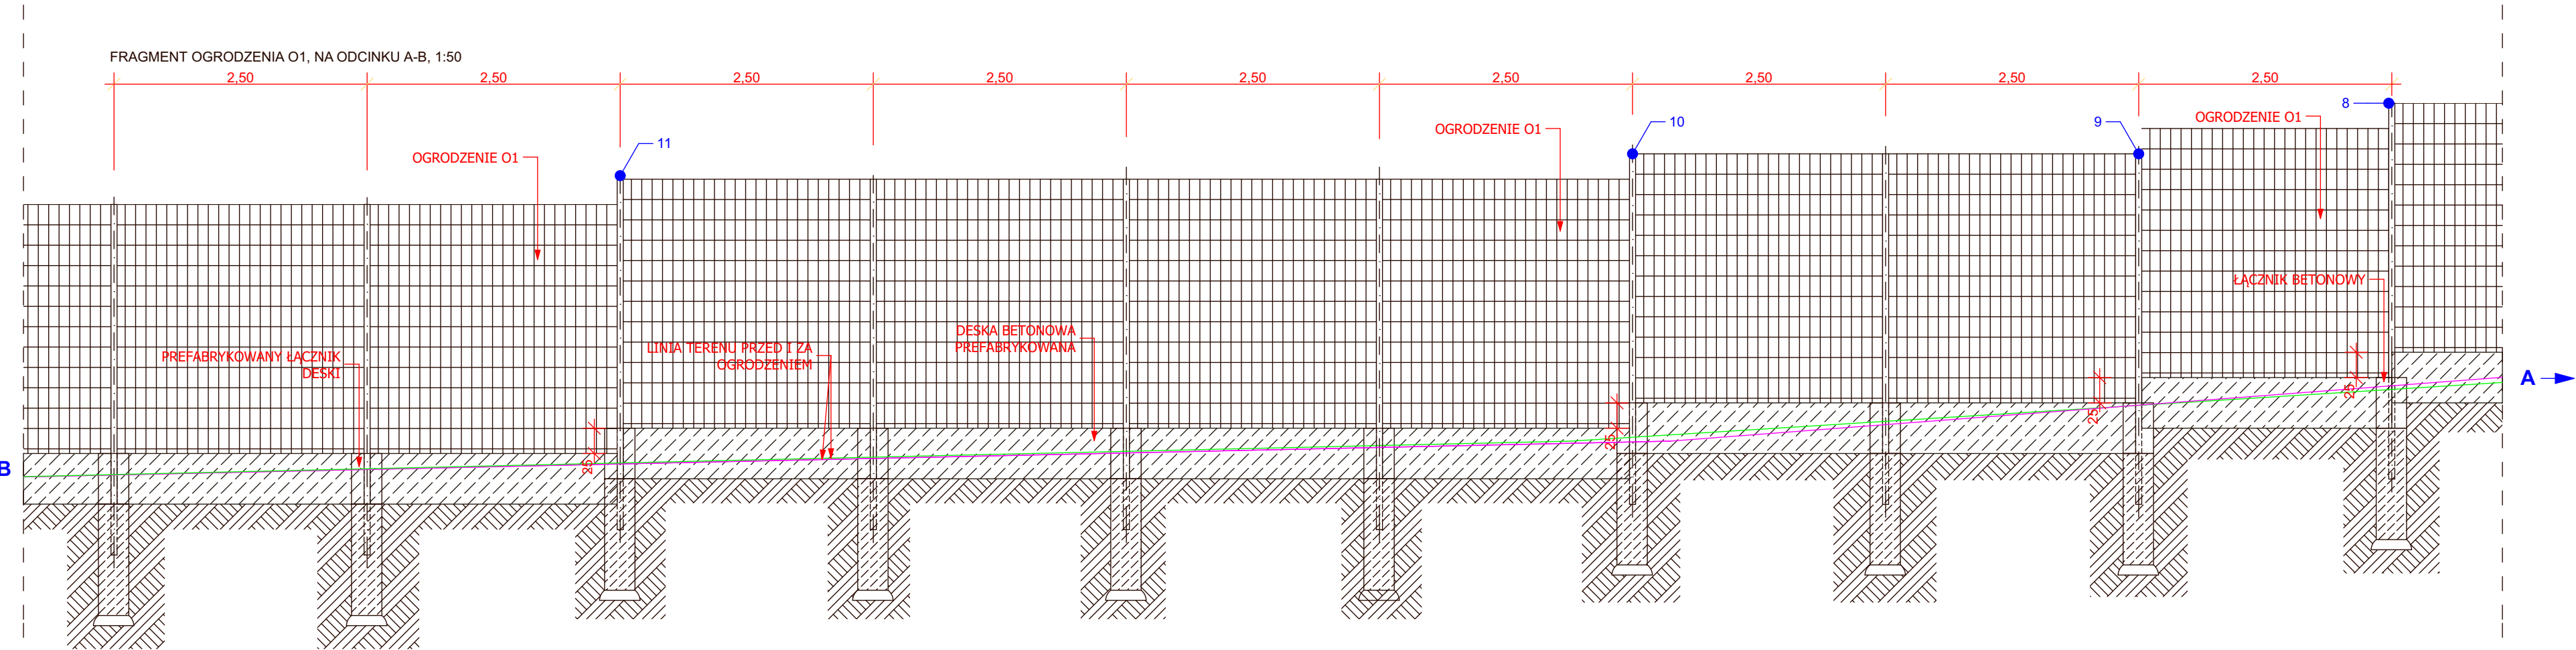 FRAGMENT OGRODZENIA O1, NA ODCINKU A-B, 1:50
2,50 2,50 2,50 2,50 2,50 2,50 2,50 2,50 2,50
8
OGRODZENIE O1
10
9
OGRODZENIE O1
11
OGRODZENIE O1
ŁĄCZNIK BETONOWY
DESKA BETONOWA
PREFABRYKOWANA
LINIA TERENU PRZED I ZA
OGRODZENIEM
PREFABRYKOWANY ŁACZNIK
DESKI
A
25
25
25
25
B